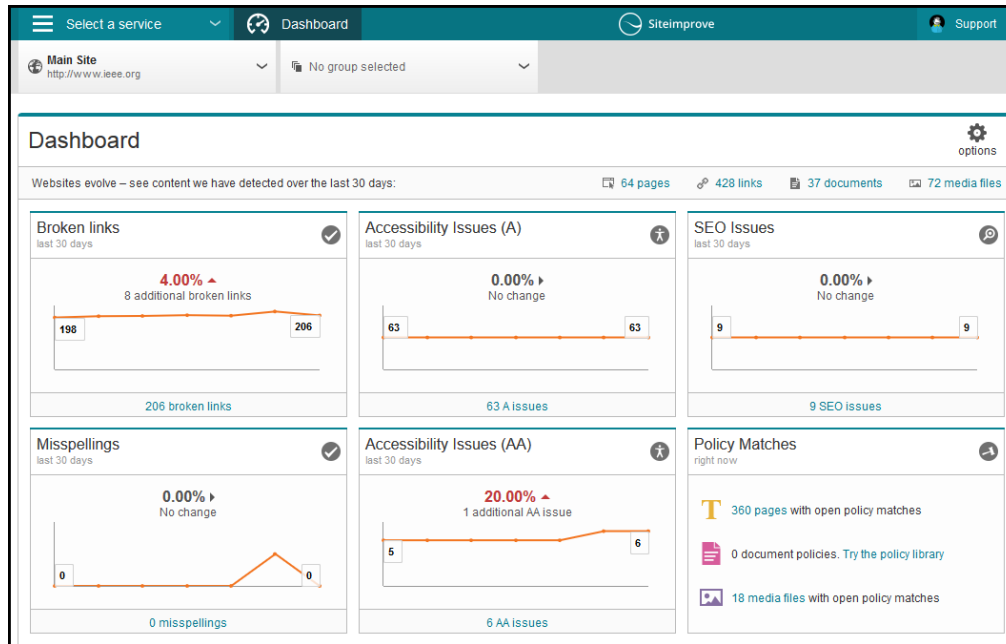 Select a service
Dashboard
Siteimprove
Support
Main Site
http://www.ieee.org
No group selected
Dashboard
options
Websites evolve – see content we have detected over the last 30 days:
64 pages
428 links
37 documents
72 media files
Broken links
last 30 days
4.00%
8 additional broken links
198
206
206 broken links
Accessibility Issues (A)
last 30 days
0.00%
No change
63
63
63 A issues
SEO Issues
last 30 days
0.00%
No change
9
9
9 SEO issues
Misspellings
last 30 days
0.00%
No change
0
0
0 misspellings
Accessibility Issues (AA)
last 30 days
20.00%
1 additional AA issue
5
6
6 AA issues
Policy Matches
right now
T 360 pages with open policy matches
0 document policies. Try the policy library
18 media files with open policy matches